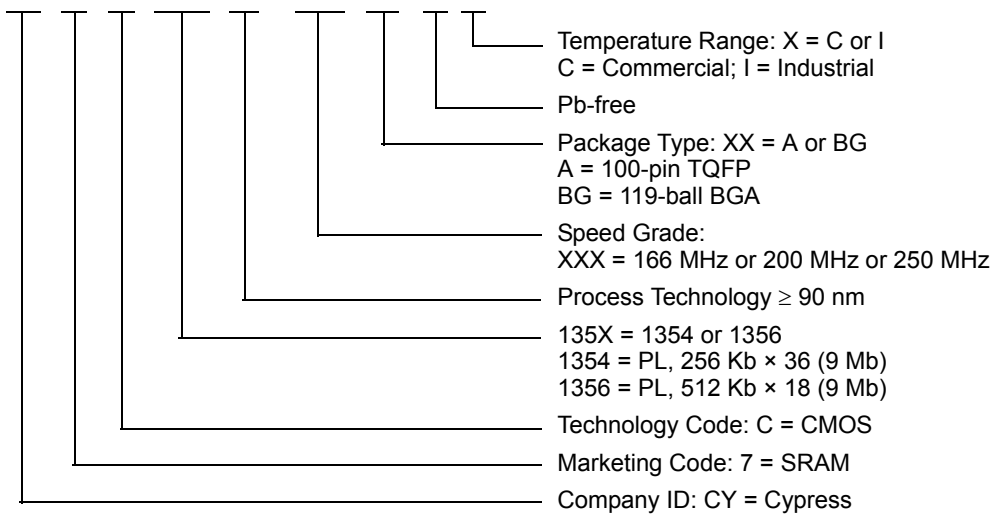 Temperature Range: X = C or I
C = Commercial; I = Industrial
Pb-free
Package Type: XX = A or BG
A = 100-pin TQFP
BG = 119-ball BGA
Speed Grade:
XXX = 166 MHz or 200 MHz or 250 MHz
Process Technology ≥ 90 nm
135X = 1354 or 1356
1354 = PL, 256 Kb × 36 (9 Mb)
1356 = PL, 512 Kb × 18 (9 Mb)
Technology Code: C = CMOS
Marketing Code: 7 = SRAM
Company ID: CY = Cypress